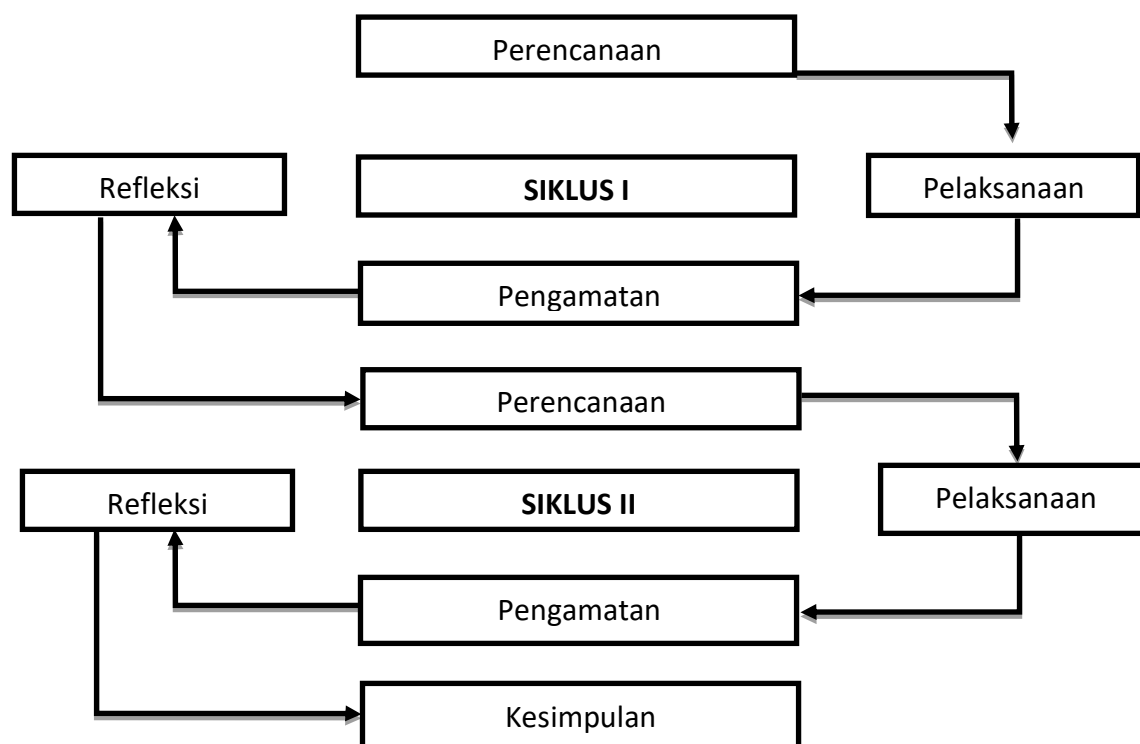 Perencanaan
Refleksi
SIKLUS I
Pelaksanaan
Pengamatan
Perencanaan
Refleksi
SIKLUS II
Pelaksanaan
Pengamatan
Kesimpulan